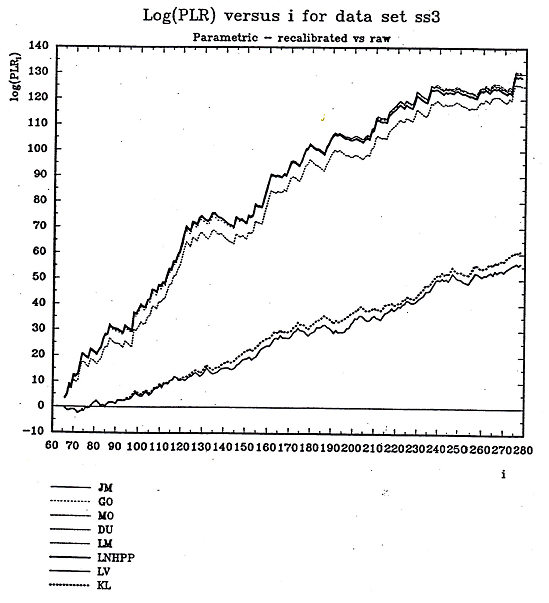 Log(PLR) versus i for data set ss3
Parametric – recalibrated vs raw
log(PLRi)
140
130
120
110
100
90
80
70
60
50
40
30
20
10
0
−10
60 70 80 90 100 110 120 130 140 150 160 170 180 190 200 210 220 230 240 250 260 270 280
i
JM
GO
MO
DU
LM
LNHPP
LV
KL